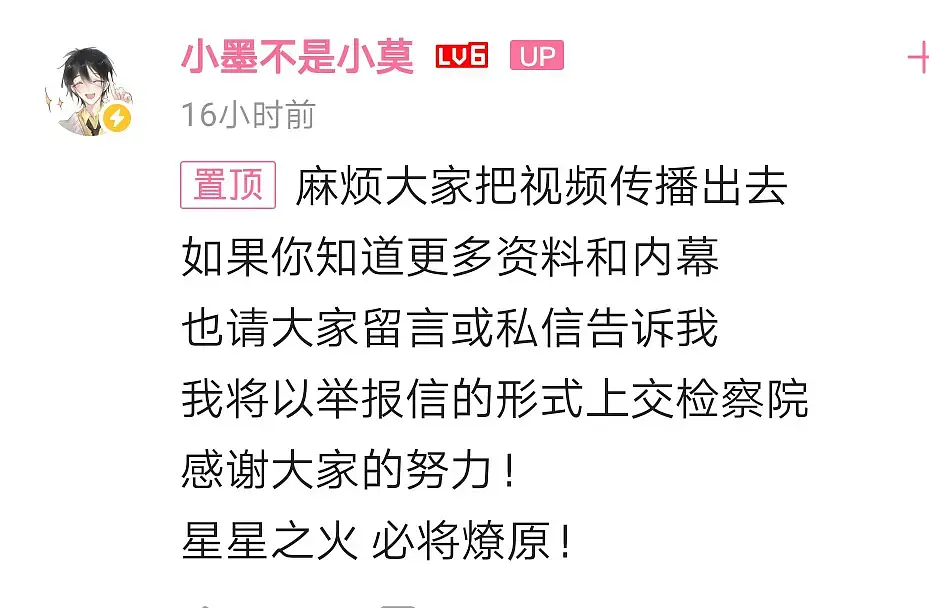 小墨不是小莫 LV6 UP
16小时前
置顶 麻烦大家把视频传播出去
如果你知道更多资料和内幕
也请大家留言或私信告诉我
我将以举报信的形式上交检察院
感谢大家的努力!
星星之火 必将燎原!